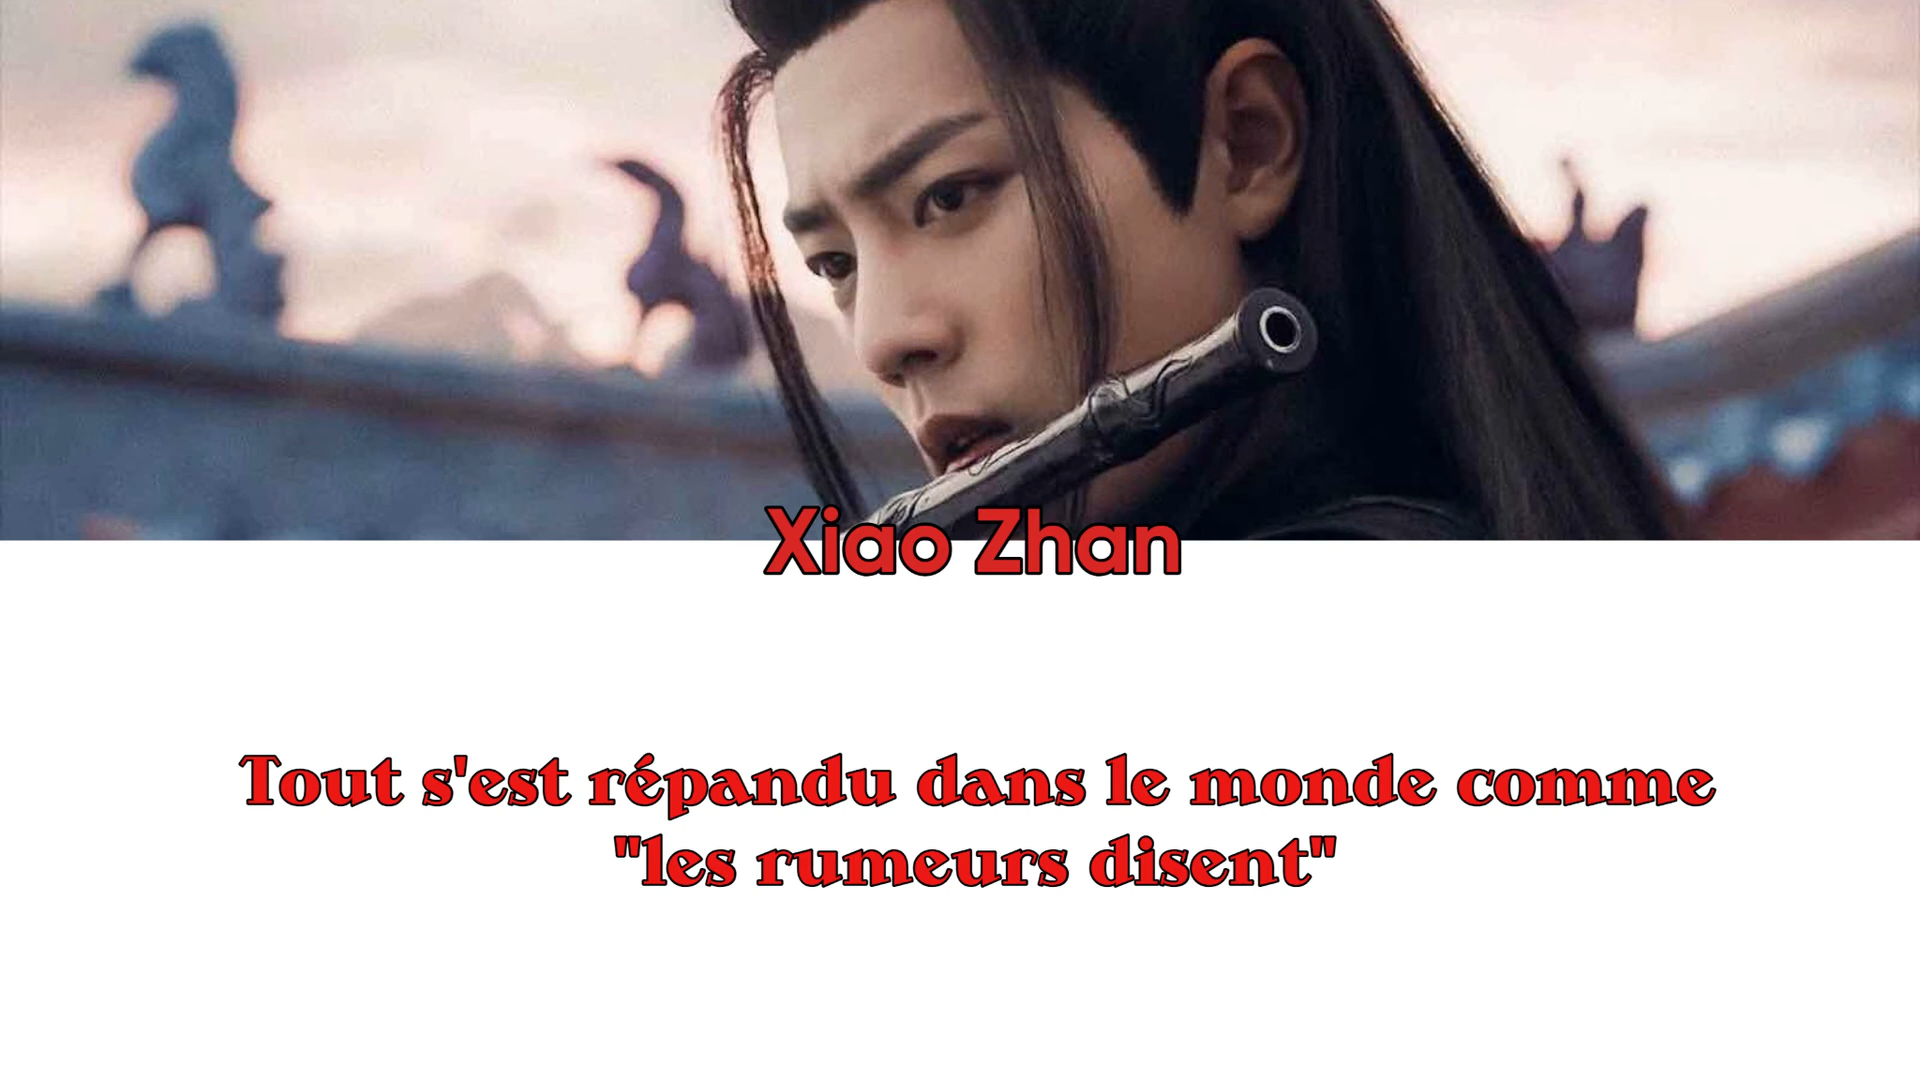 Xiao Zhan
Tout s'est répandu dans le monde comme
"les rumeurs disent"